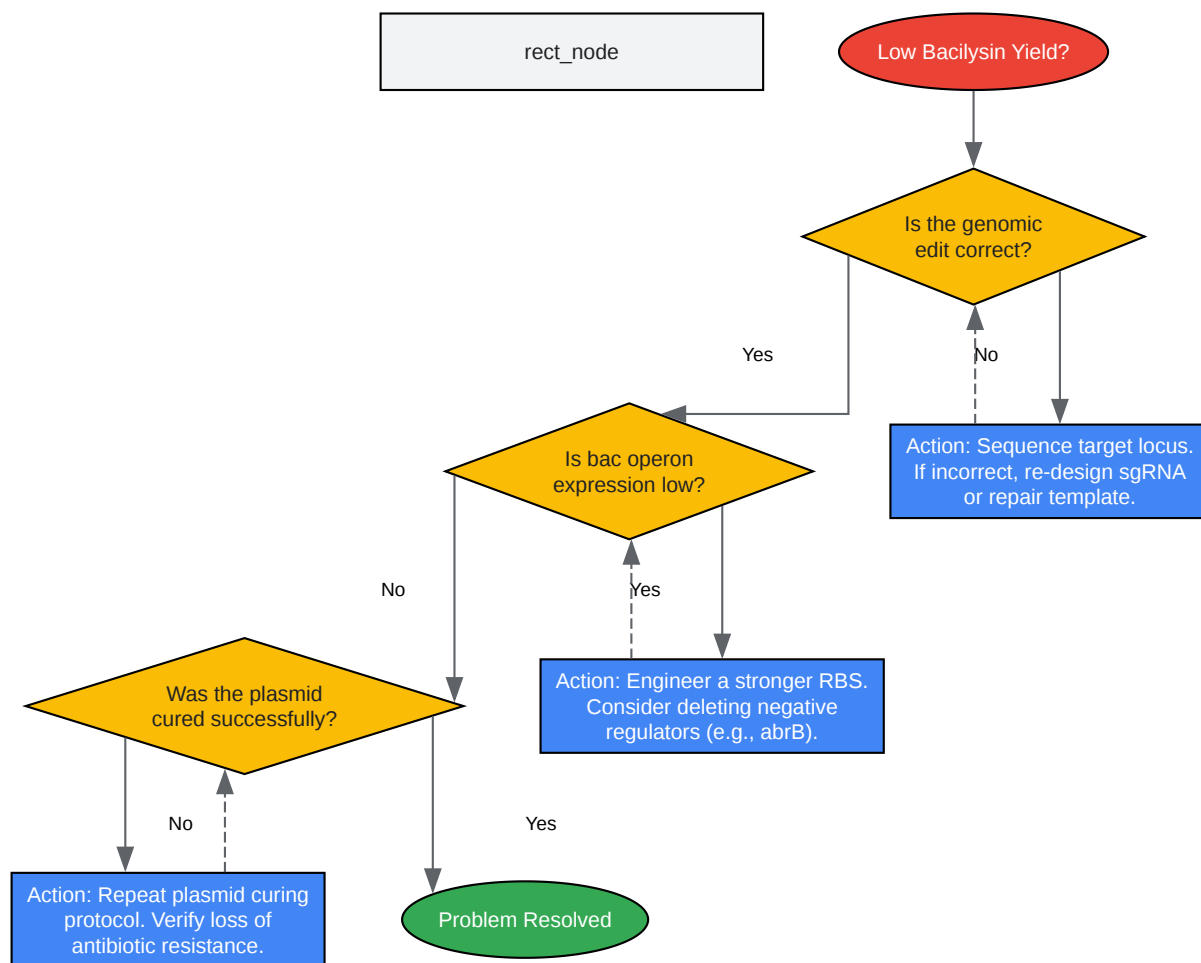 rect_node
Low Bacilysin Yield?
Is the genomic
edit correct?
Yes
No
Action: Sequence target locus.
If incorrect, re-design sgRNA
or repair template.
Is bac operon
expression low?
No
Yes
Action: Engineer a stronger RBS.
Consider deleting negative
regulators (e.g., abrB).
Was the plasmid
cured successfully?
No
Yes
Action: Repeat plasmid curing
protocol. Verify loss of
antibiotic resistance.
Problem Resolved